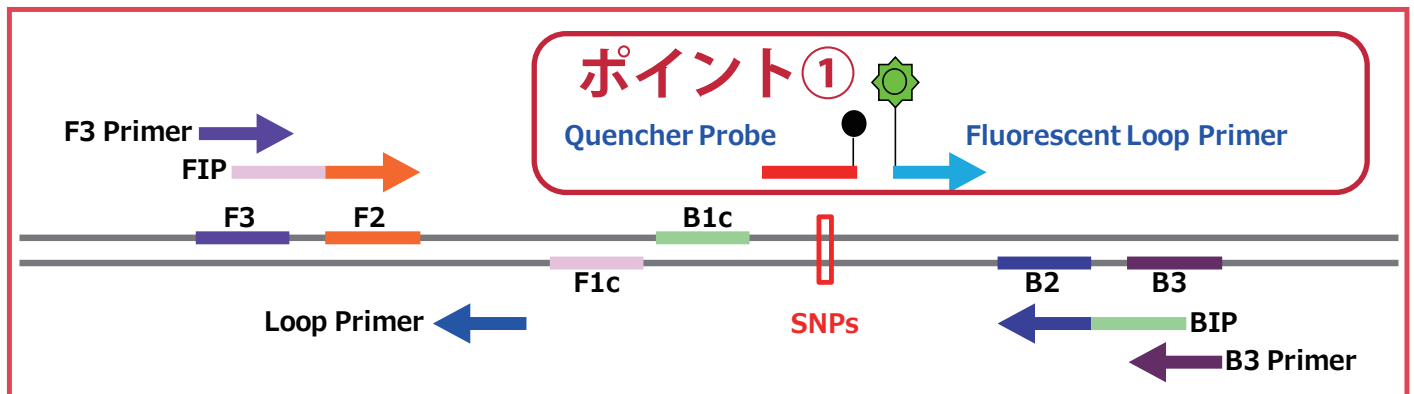 ポイント①
Quencher Probe
Fluorescent Loop Primer
F3 Primer
FIP
F3
F2
B1c
F1c
B2
B3
Loop Primer
SNPs
BIP
B3 Primer